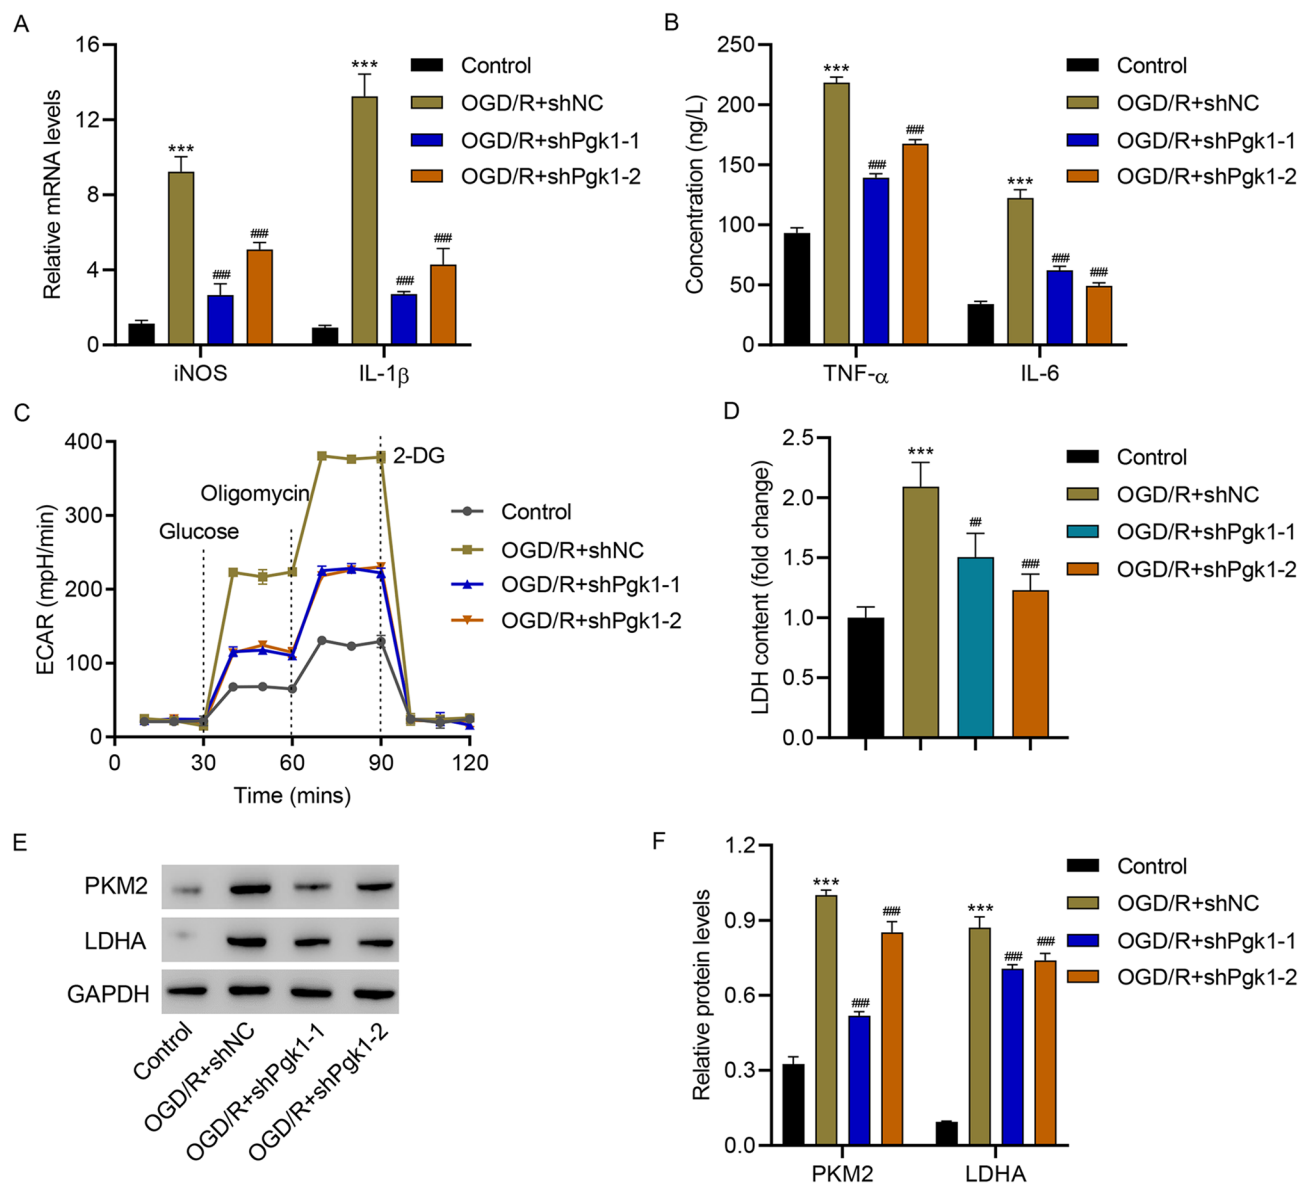 A
Relative mRNA levels
16
12
8
4
0
***
###
###
***
###
###
iNOS
IL-1β
Control
OGD/R+shNC
OGD/R+shPgk1-1
OGD/R+shPgk1-2
B
Concentration (ng/L)
250
200
150
100
50
0
***
###
###
***
###
###
TNF-α
IL-6
Control
OGD/R+shNC
OGD/R+shPgk1-1
OGD/R+shPgk1-2
C
ECAR (mpH/min)
400
300
200
100
0
Glucose
Oligomycin
2-DG
0
30
60
90
120
Time (mins)
Control
OGD/R+shNC
OGD/R+shPgk1-1
OGD/R+shPgk1-2
D
LDH content (fold change)
2.5
2.0
1.5
1.0
0.5
0.0
***
##
###
Control
OGD/R+shNC
OGD/R+shPgk1-1
OGD/R+shPgk1-2
E
PKM2
LDHA
GAPDH
Control
OGD/R+shNC
OGD/R+shPgk1-1
OGD/R+shPgk1-2
F
Relative protein levels
1.2
0.9
0.6
0.3
0.0
***
###
###
***
###
###
PKM2
LDHA
Control
OGD/R+shNC
OGD/R+shPgk1-1
OGD/R+shPgk1-2